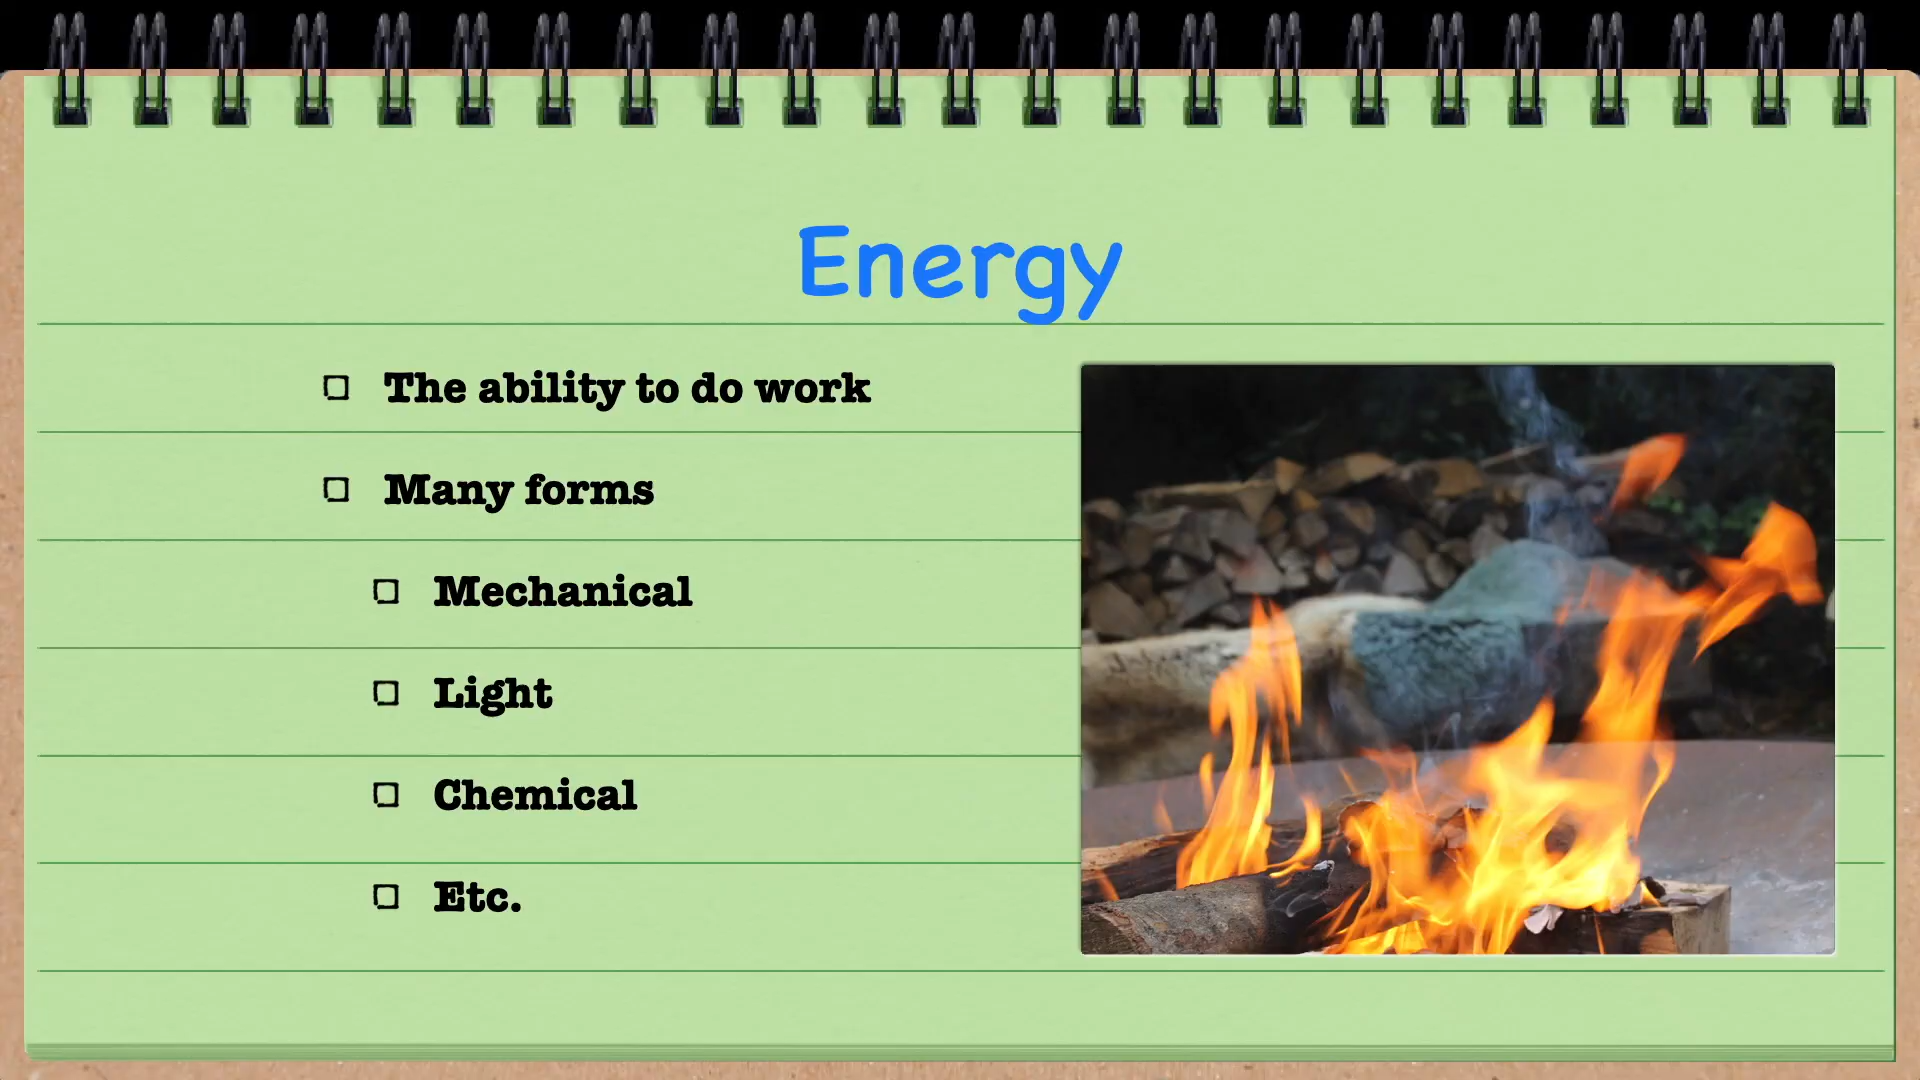 Energy
The ability to do work
Many forms
Mechanical
Light
Chemical
Etc.